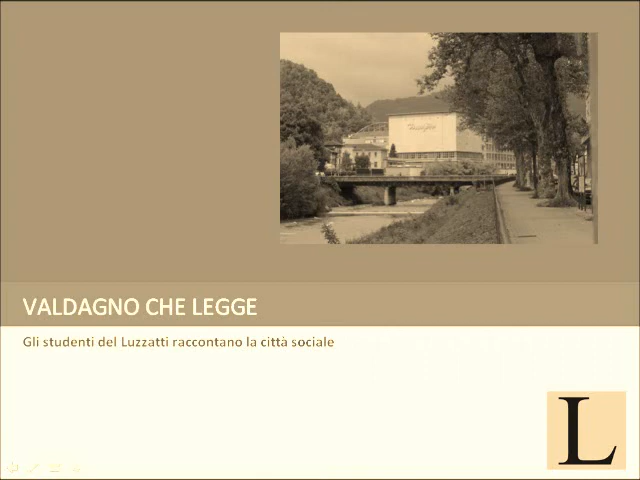 VALDAGNO CHE LEGGE
Gli studenti del Luzzatti raccontano la città sociale
L